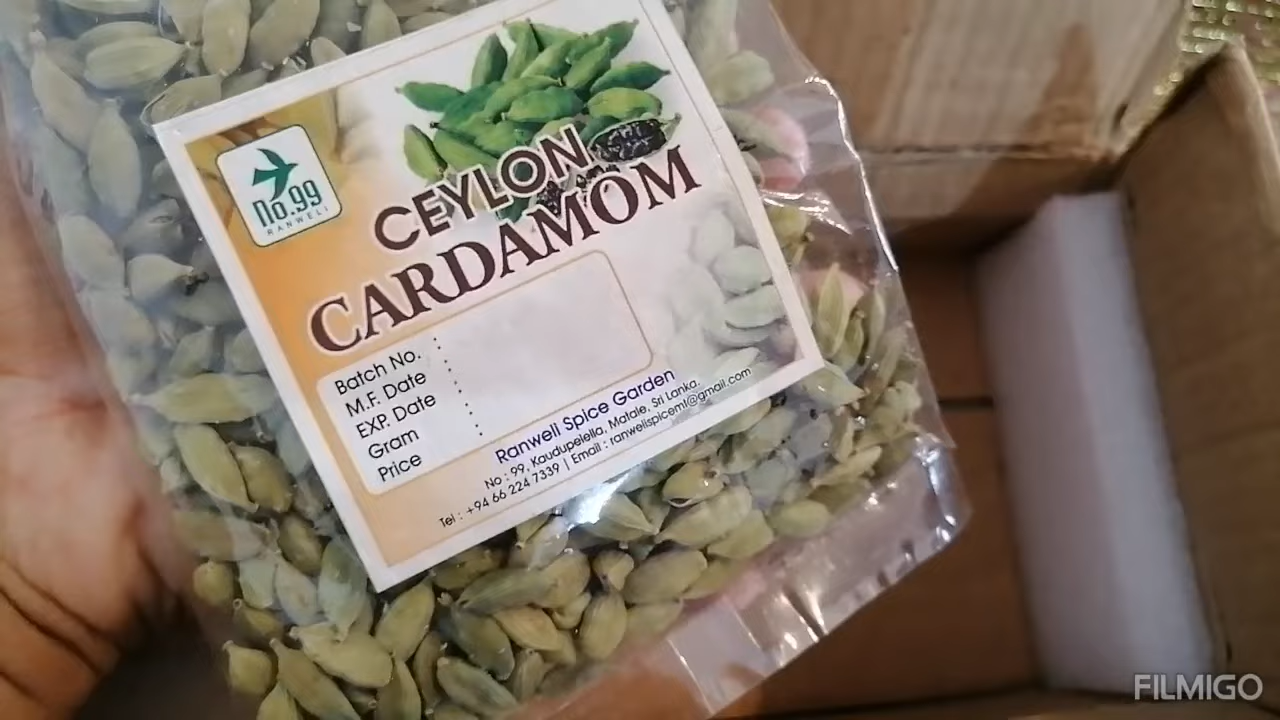 No.99
RANWELI
CEYLON
CARDAMOM
Batch No. :
M.F. Date :
EXP. Date :
Gram :
Price :
Ranweli Spice Garden
No : 99, Kaudupelella, Matale, Sri Lanka.
Tel : +94 66 224 7339 | Email : ranwelispicemt@gmail.com
FILMIGO